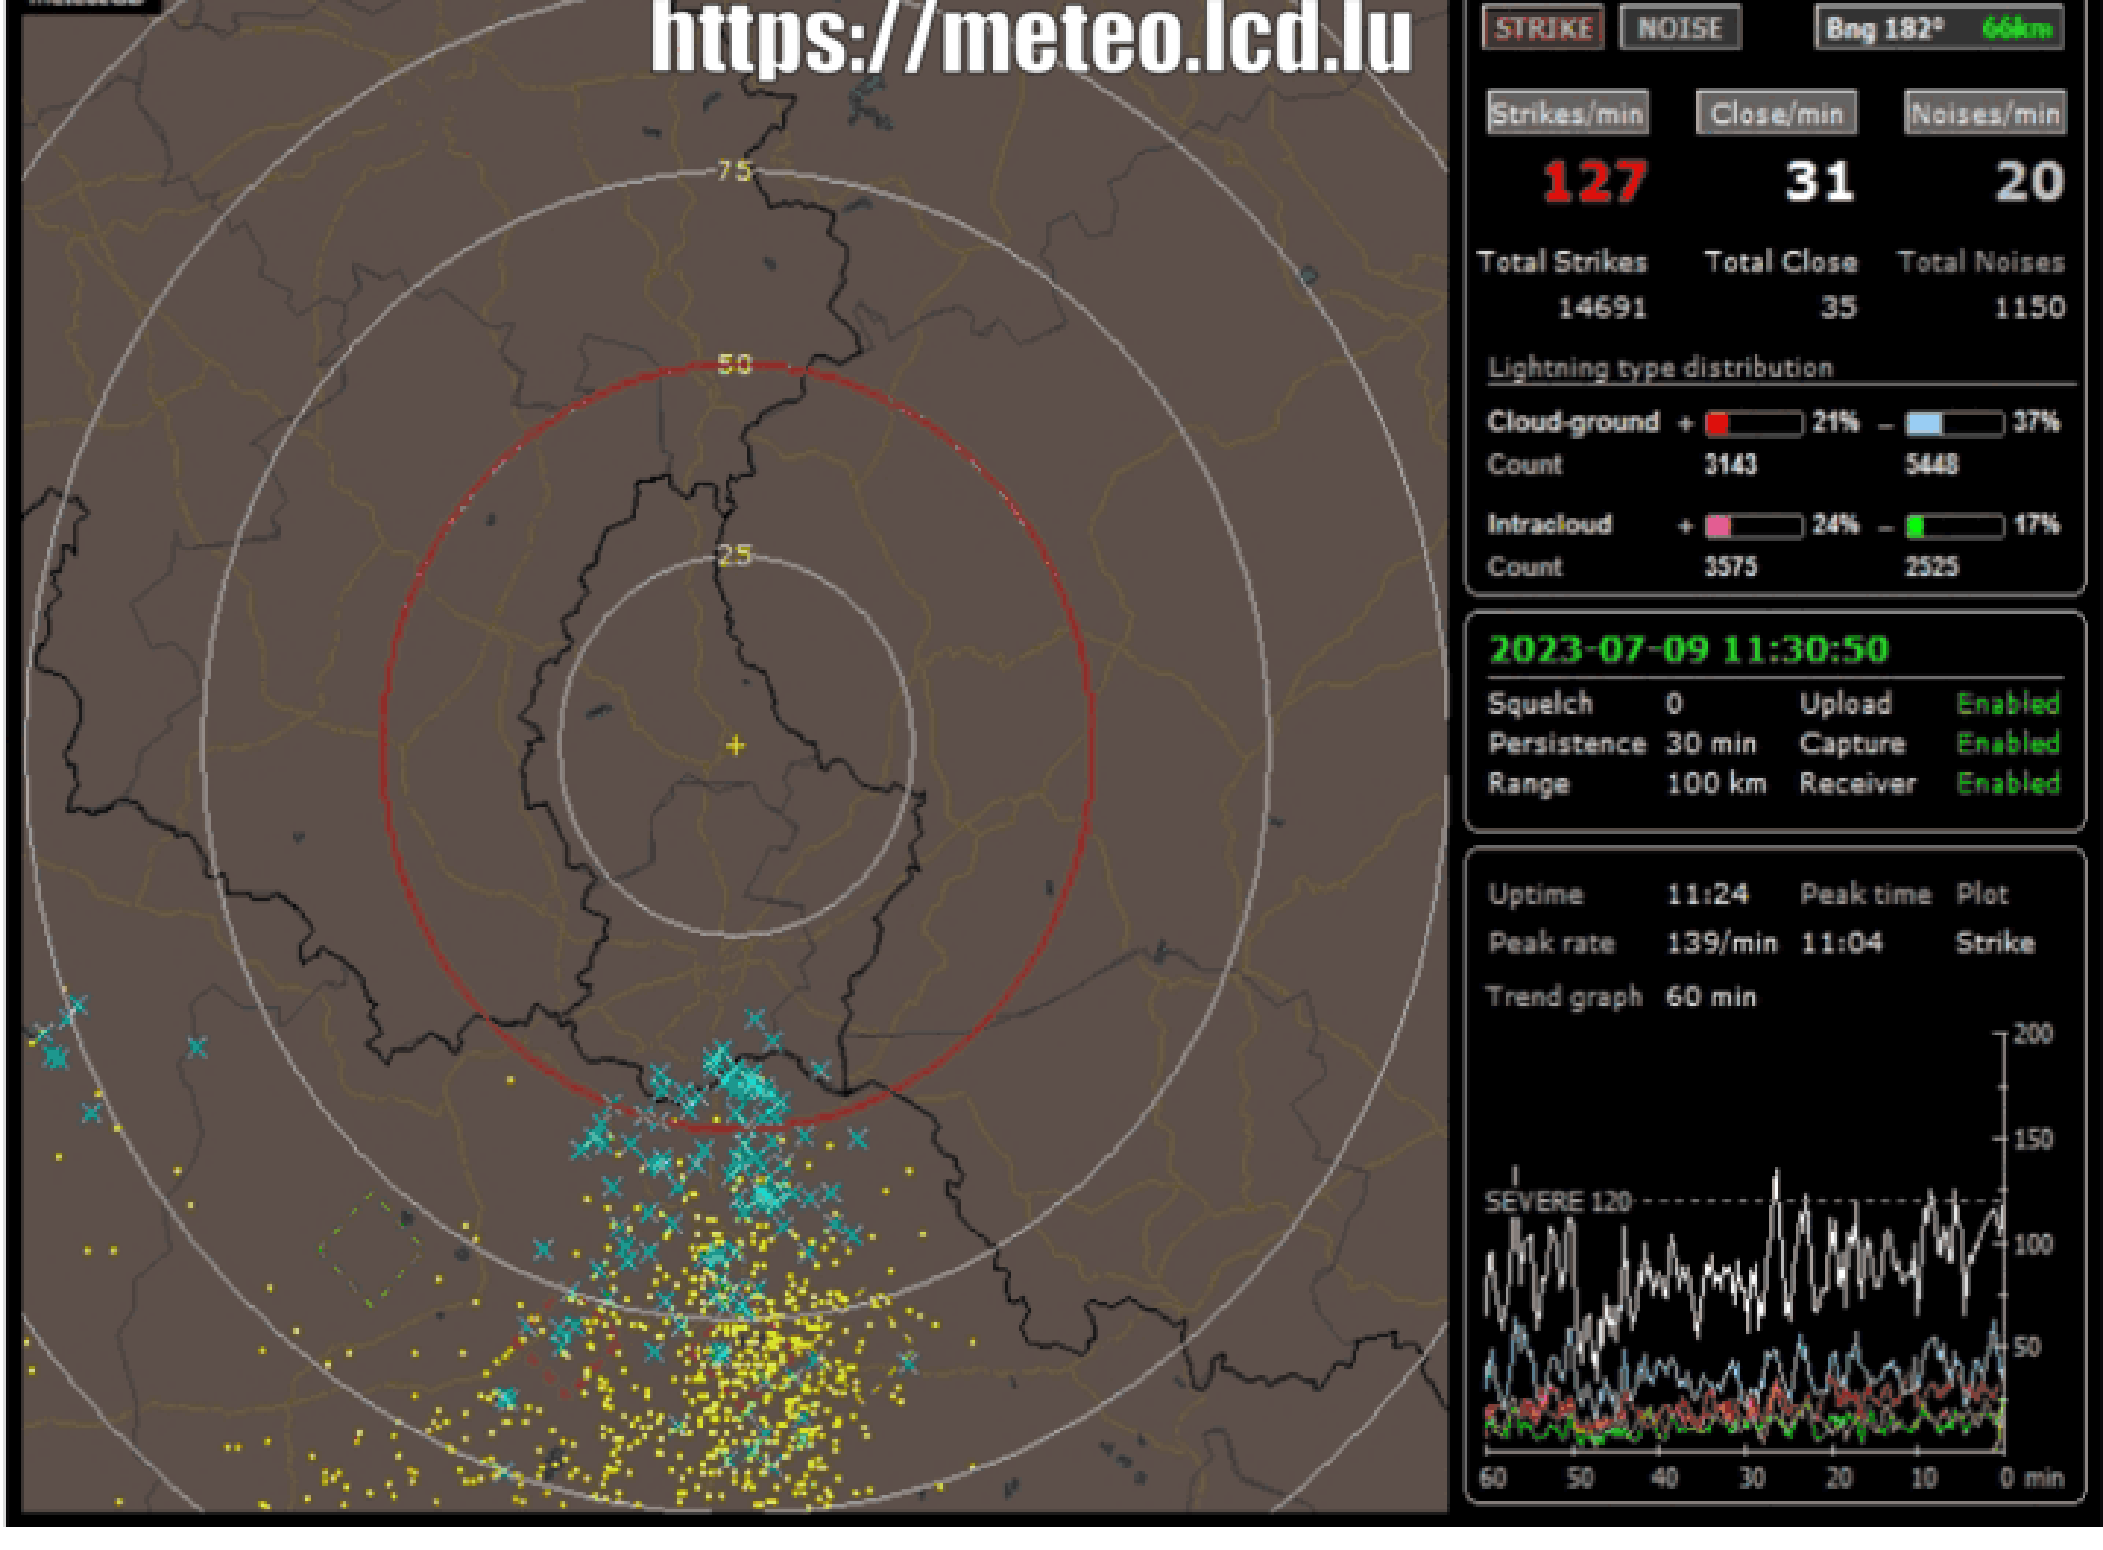 https://meteo.lcd.lu
STRIKE NOISE Bng 182° 66km
Strikes/min Close/min Noises/min
127 31 20
Total Strikes Total Close Total Noises
14691 35 1150
Lightning type distribution
Cloud-ground + 21% - 37%
Count 3143 5448
Intracloud + 24% - 17%
Count 3575 2525
2023-07-09 11:30:50
Squelch 0 Upload Enabled
Persistence 30 min Capture Enabled
Range 100 km Receiver Enabled
Uptime 11:24 Peak time Plot
Peak rate 139/min 11:04 Strike
Trend graph 60 min
200
150
SEVERE 120
100
50
60 50 40 30 20 10 0 min
75
50
25